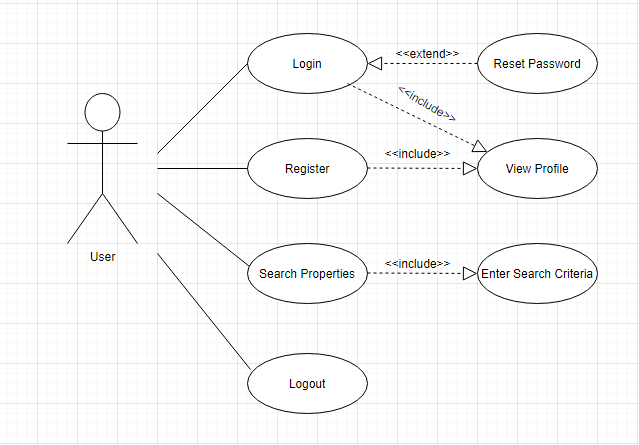 Login
<<extend>>
Reset Password
<<include>>
Register
<<include>>
View Profile
User
Search Properties
<<include>>
Enter Search Criteria
Logout